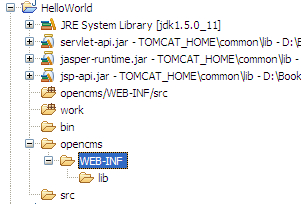 HelloWorld
JRE System Library [jdk1.5.0_11]
servlet-api.jar - TOMCAT_HOME\common\lib - D:\B
jasper-runtime.jar - TOMCAT_HOME\common\lib
jsp-api.jar - TOMCAT_HOME\common\lib - D:\Book
opencms/WEB-INF/src
work
bin
opencms
WEB-INF
lib
src